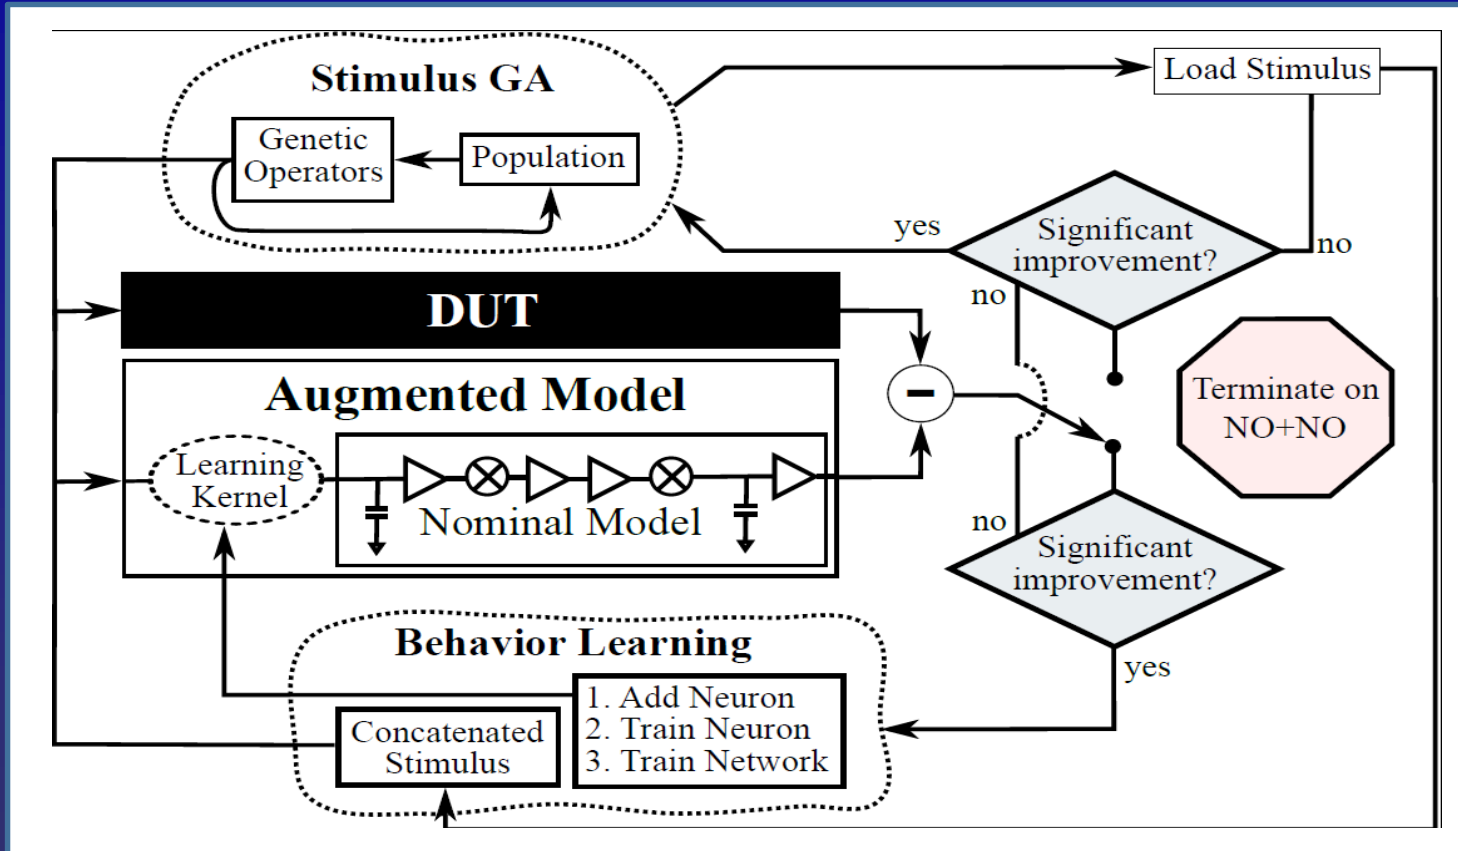 Stimulus GA
Genetic
Operators
Population
Load Stimulus
yes
Significant
improvement?
no
no
DUT
Augmented Model
Learning
Kernel
Nominal Model
Terminate on
NO+NO
no
Significant
improvement?
yes
Behavior Learning
Concatenated
Stimulus
1. Add Neuron
2. Train Neuron
3. Train Network